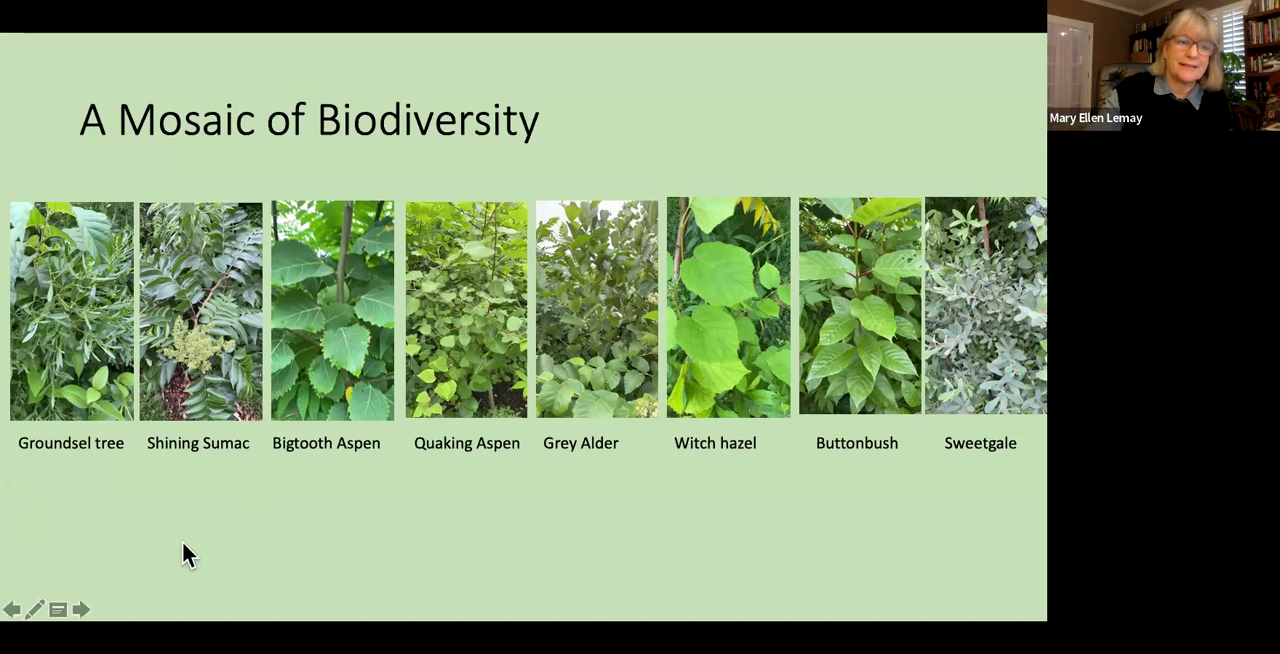 A Mosaic of Biodiversity
Mary Ellen Lemay
Groundsel tree
Shining Sumac
Bigtooth Aspen
Quaking Aspen
Grey Alder
Witch hazel
Buttonbush
Sweetgale